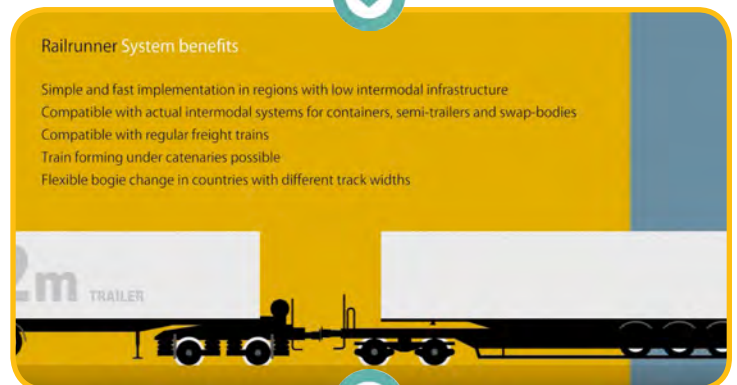 Railrunner System benefits
Simple and fast implementation in regions with low intermodal infrastructure
Compatible with actual intermodal systems for containers, semi-trailers and swap-bodies
Compatible with regular freight trains
Train forming under catenaries possible
Flexible bogie change in countries with different track widths
2m TRAILER